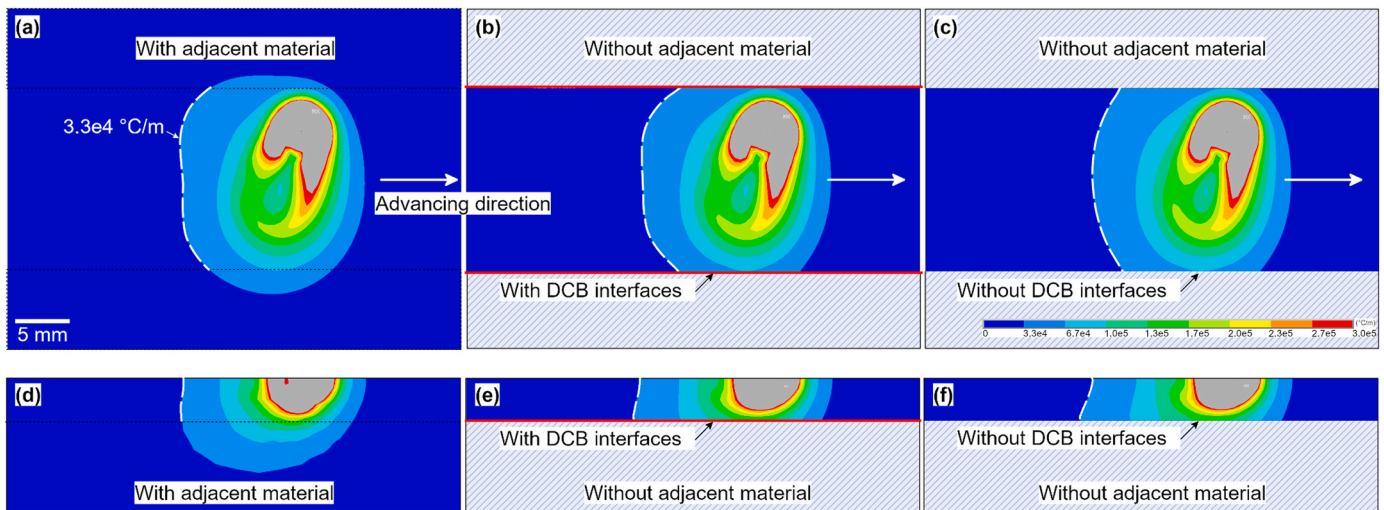 (a)
With adjacent material
3.3e4 °C/m
Advancing direction
5 mm
(b)
Without adjacent material
With DCB interfaces
(c)
Without adjacent material
Without DCB interfaces
(°C/m)
0 3.3e4 6.7e4 1.0e5 1.3e5 1.7e5 2.0e5 2.3e5 2.7e5 3.0e5
(d)
With adjacent material
(e)
With DCB interfaces
Without adjacent material
(f)
Without DCB interfaces
Without adjacent material